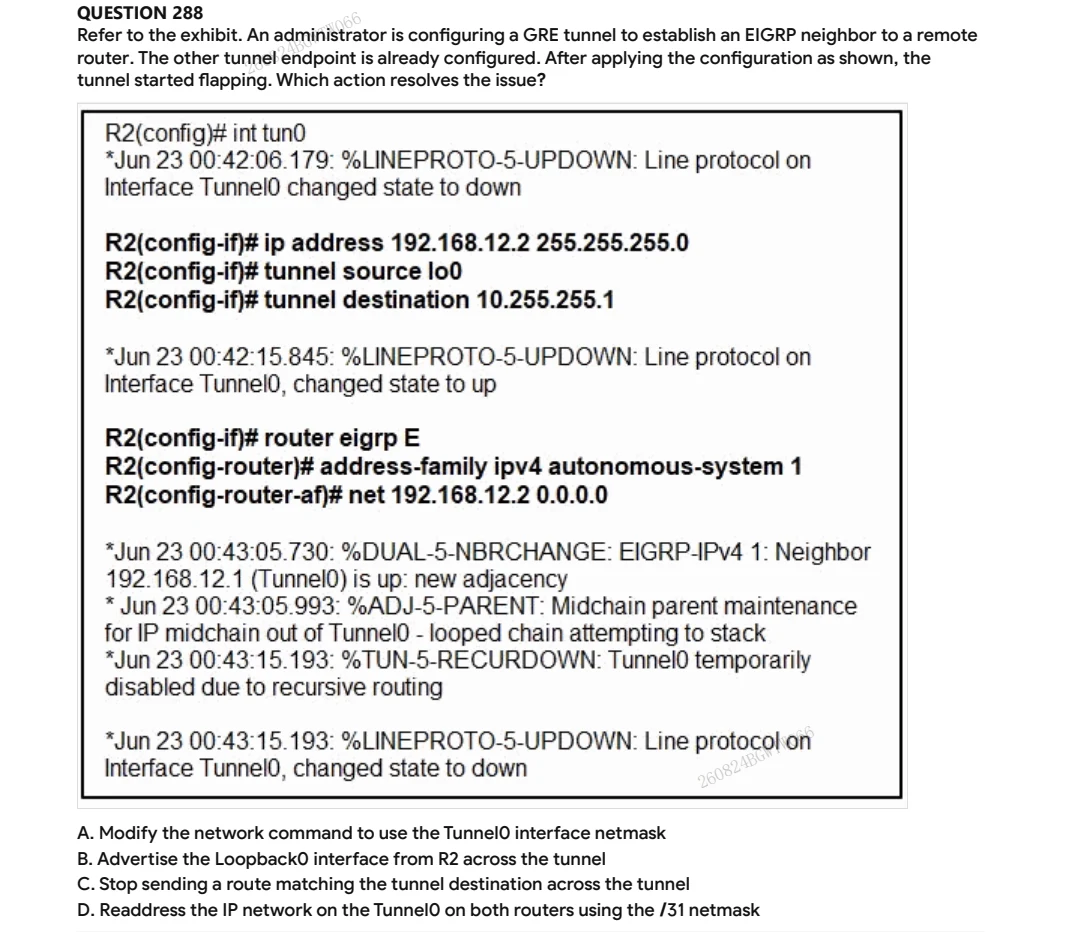 QUESTION 288
Refer to the exhibit. An administrator is configuring a GRE tunnel to establish an EIGRP neighbor to a remote
router. The other tunnel endpoint is already configured. After applying the configuration as shown, the
tunnel started flapping. Which action resolves the issue?
R2(config)# int tun0
*Jun 23 00:42:06.179: %LINEPROTO-5-UPDOWN: Line protocol on
Interface Tunnel0 changed state to down
R2(config-if)# ip address 192.168.12.2 255.255.255.0
R2(config-if)# tunnel source lo0
R2(config-if)# tunnel destination 10.255.255.1
*Jun 23 00:42:15.845: %LINEPROTO-5-UPDOWN: Line protocol on
Interface Tunnel0, changed state to up
R2(config-if)# router eigrp E
R2(config-router)# address-family ipv4 autonomous-system 1
R2(config-router-af)# net 192.168.12.2 0.0.0.0
*Jun 23 00:43:05.730: %DUAL-5-NBRCHANGE: EIGRP-IPv4 1: Neighbor
192.168.12.1 (Tunnel0) is up: new adjacency
* Jun 23 00:43:05.993: %ADJ-5-PARENT: Midchain parent maintenance
for IP midchain out of Tunnel0 - looped chain attempting to stack
*Jun 23 00:43:15.193: %TUN-5-RECURDOWN: Tunnel0 temporarily
disabled due to recursive routing
*Jun 23 00:43:15.193: %LINEPROTO-5-UPDOWN: Line protocol on
Interface Tunnel0, changed state to down
A. Modify the network command to use the Tunnel0 interface netmask
B. Advertise the Loopback0 interface from R2 across the tunnel
C. Stop sending a route matching the tunnel destination across the tunnel
D. Readdress the IP network on the Tunnel0 on both routers using the /31 netmask